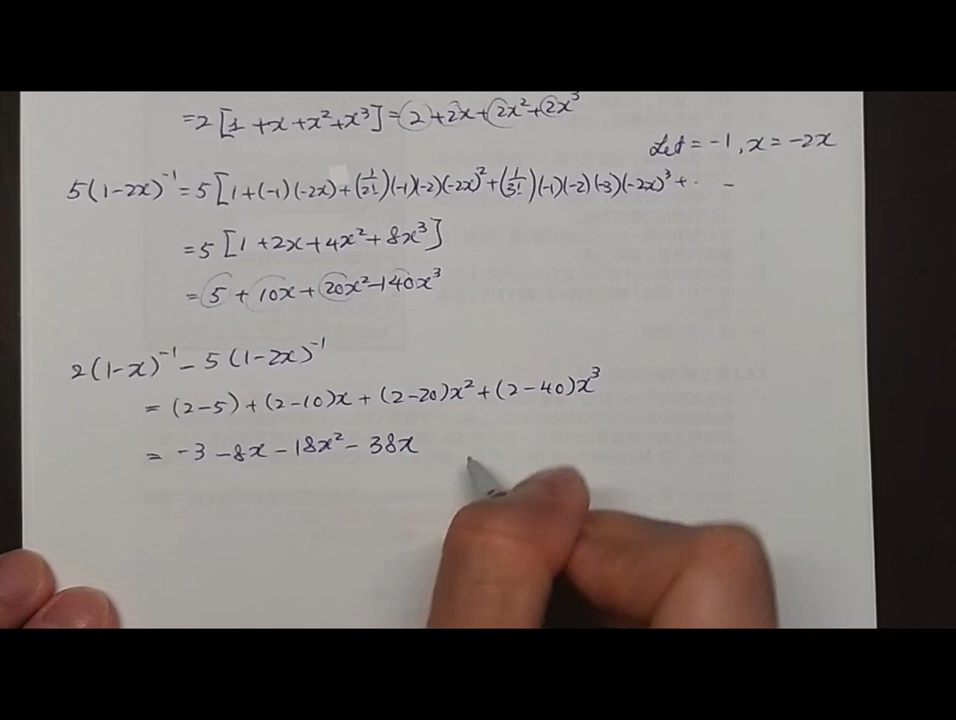 =2[1+x+x²+x³]=2+2x+2x²+2x³
Let = -1, x = -2x
5(1-2x)⁻¹=5[1+(-1)(-2x)+(1/2!)(-1)(-2)(-2x)²+(1/3!)(-1)(-2)(-3)(-2x)³+ . –
=5[1+2x+4x²+8x³]
= 5+10x+20x²+40x³
2(1-x)⁻¹-5(1-2x)⁻¹
= (2-5)+(2-10)x+(2-20)x²+(2-40)x³
= -3-8x-18x²-38x